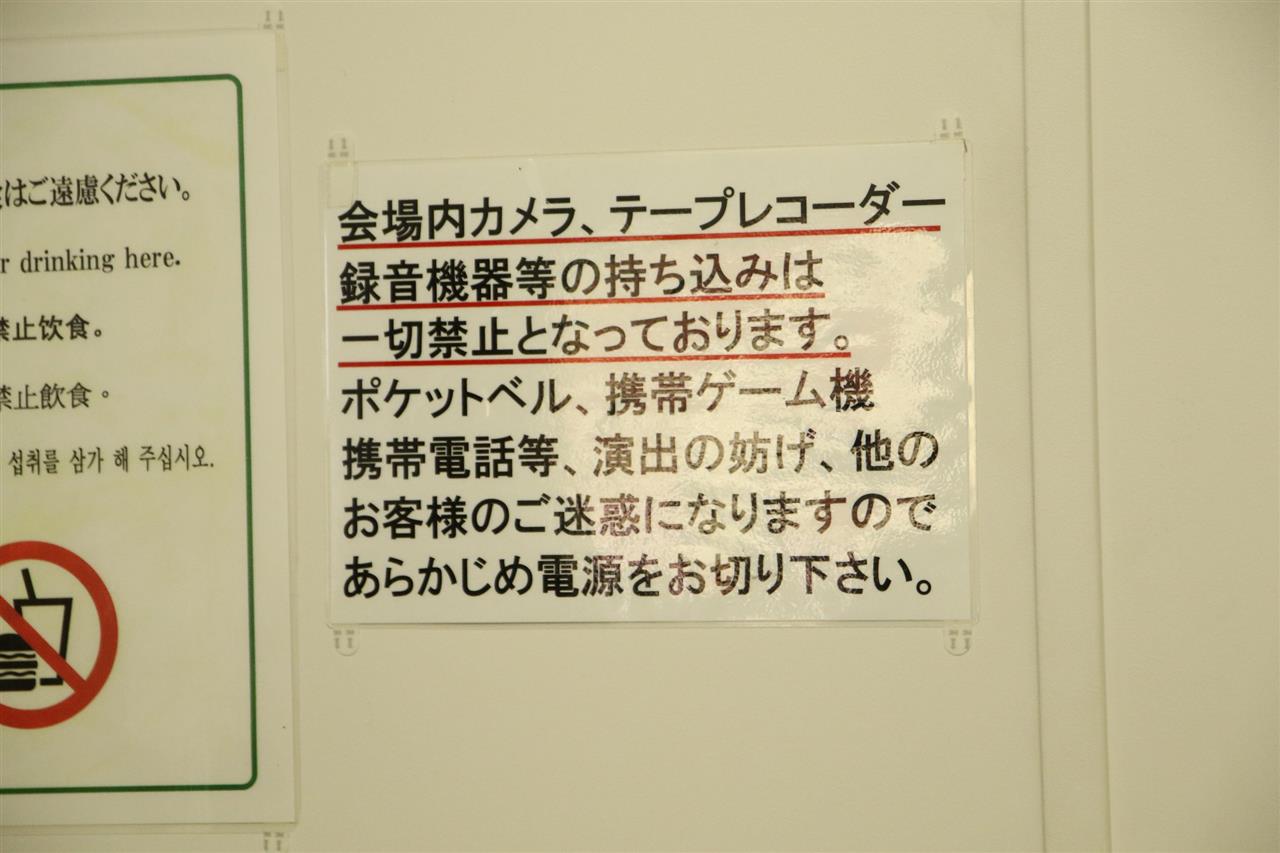 はご遠慮ください。
drinking here.
禁止饮食。
禁止飲食。
섭취를 삼가 해 주십시오.
会場内カメラ、テープレコーダー
録音機器等の持ち込みは
一切禁止となっております。
ポケットベル、携帯ゲーム機
携帯電話等、演出の妨げ、他の
お客様のご迷惑になりますので
あらかじめ電源をお切り下さい。